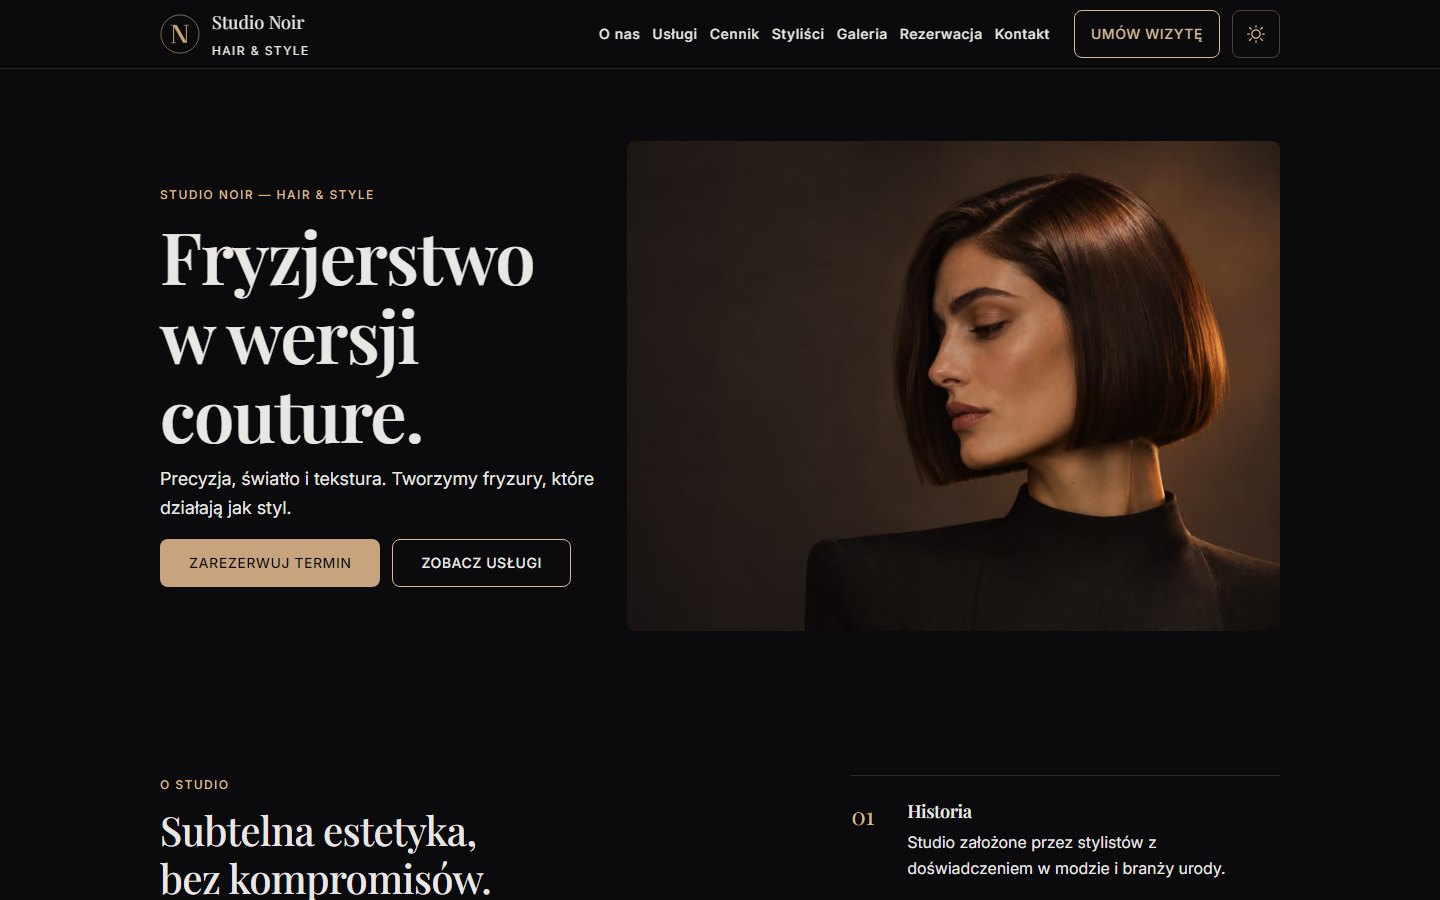 N
Studio Noir
HAIR & STYLE
O nas Usługi Cennik Styliści Galeria Rezerwacja Kontakt
UMÓW WIZYTĘ
STUDIO NOIR — HAIR & STYLE
Fryzjerstwo
w wersji
couture.
Precyzja, światło i tekstura. Tworzymy fryzury, które
działają jak styl.
ZAREZERWUJ TERMIN
ZOBACZ USŁUGI
O STUDIO
Subtelna estetyka,
bez kompromisów.
01
Historia
Studio założone przez stylistów z
doświadczeniem w modzie i branży urody.